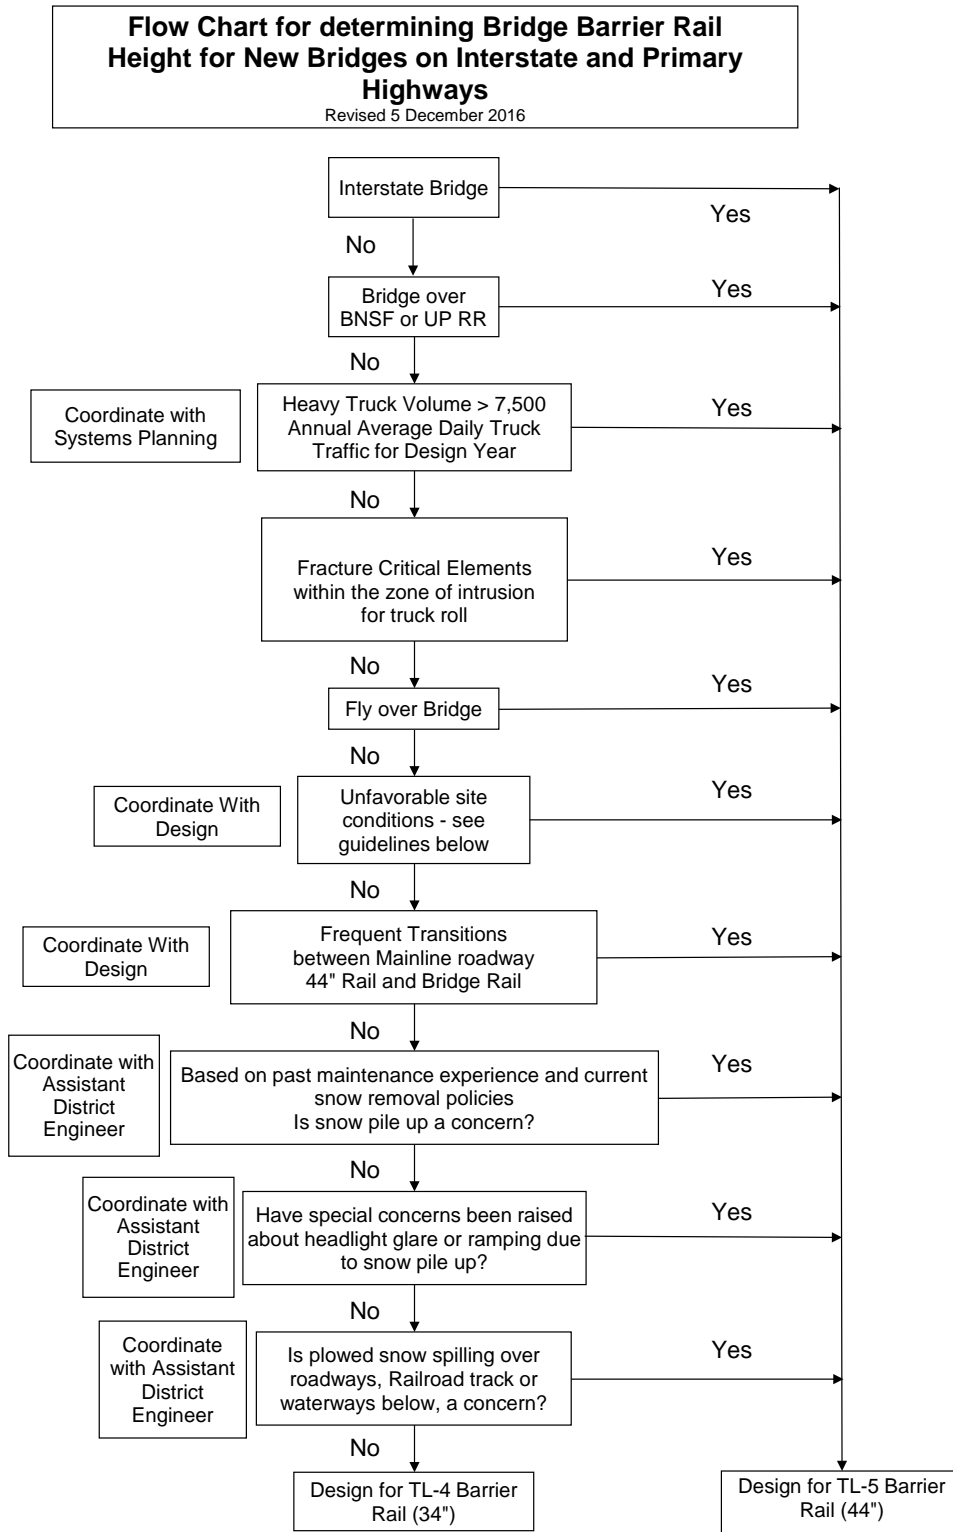 Flow Chart for determining Bridge Barrier Rail
Height for New Bridges on Interstate and Primary
Highways
Revised 5 December 2016
Interstate Bridge
Yes
No
Bridge over
BNSF or UP RR
Yes
No
Coordinate with
Systems Planning
Heavy Truck Volume > 7,500
Annual Average Daily Truck
Traffic for Design Year
Yes
No
Fracture Critical Elements
within the zone of intrusion
for truck roll
Yes
No
Fly over Bridge
Yes
No
Coordinate With
Design
Unfavorable site
conditions - see
guidelines below
Yes
No
Coordinate With
Design
Frequent Transitions
between Mainline roadway
44" Rail and Bridge Rail
Yes
No
Coordinate with
Assistant
District
Engineer
Based on past maintenance experience and current
snow removal policies
Is snow pile up a concern?
Yes
No
Coordinate with
Assistant
District
Engineer
Have special concerns been raised
about headlight glare or ramping due
to snow pile up?
Yes
No
Coordinate
with Assistant
District
Engineer
Is plowed snow spilling over
roadways, Railroad track or
waterways below, a concern?
Yes
No
Design for TL-4 Barrier
Rail (34")
Design for TL-5 Barrier
Rail (44")